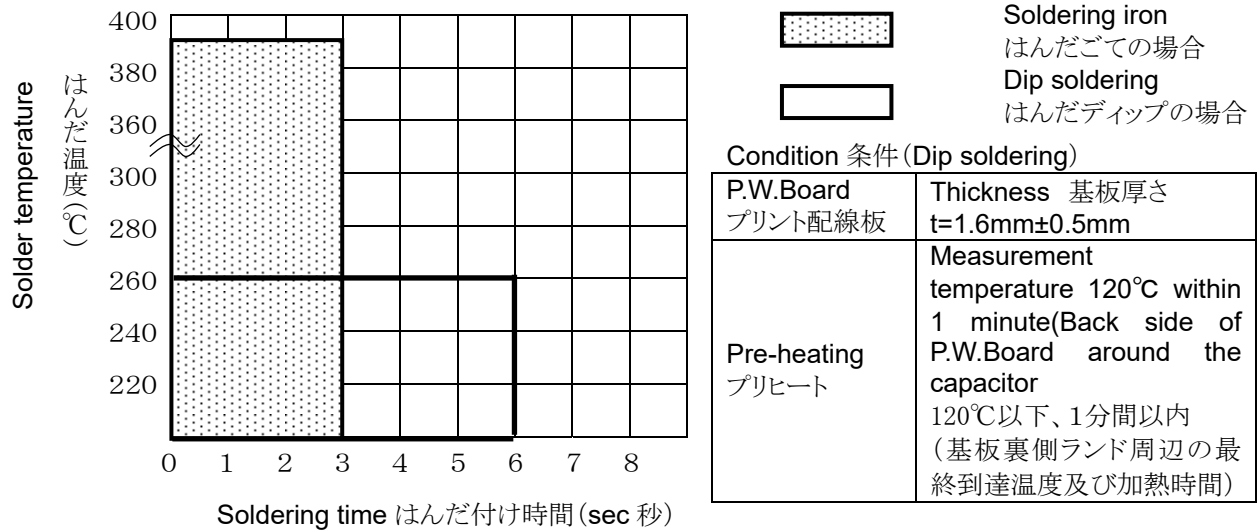 400
380
360
300
280
260
240
220
Solder temperature
はんだ温度(℃)
0 1 2 3 4 5 6 7 8
Soldering time はんだ付け時間(sec 秒)
Soldering iron
はんだごての場合
Dip soldering
はんだディップの場合
Condition 条件(Dip soldering)
P.W.Board
プリント配線板
Thickness 基板厚さ
t=1.6mm±0.5mm
Pre-heating
プリヒート
Measurement
temperature 120℃ within
1 minute(Back side of
P.W.Board around the
capacitor
120℃以下、1分間以内
(基板裏側ランド周辺の最
終到達温度及び加熱時間)